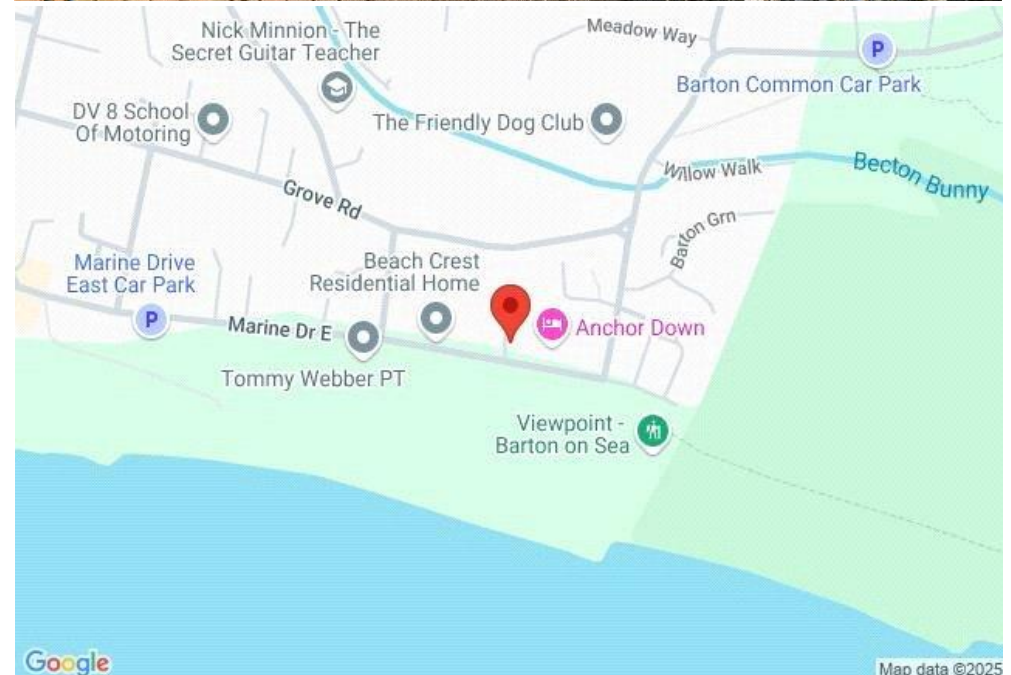 Nick Minnion - The
Secret Guitar Teacher
Meadow Way
P
Barton Common Car Park
DV 8 School
Of Motoring
The Friendly Dog Club
Willow Walk
Becton Bunny
Grove Rd
Barton Grn
Marine Drive
East Car Park
P
Beach Crest
Residential Home
Marine Dr E
Anchor Down
Tommy Webber PT
Viewpoint -
Barton on Sea
Google
Map data ©2025